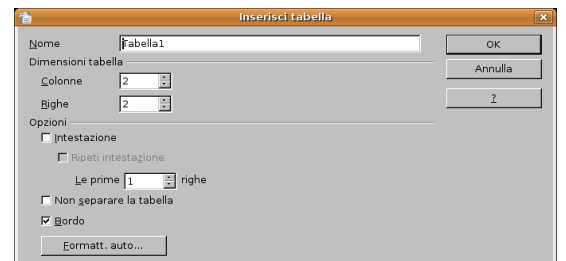 Inserisci tabella
Nome Tabella1 OK
Dimensioni tabella Annulla
Colonne 2
Righe 2 ?
Opzioni
Intestazione
Ripeti intestazione
Le prime 1 righe
Non separare la tabella
Bordo
Formatt. auto...